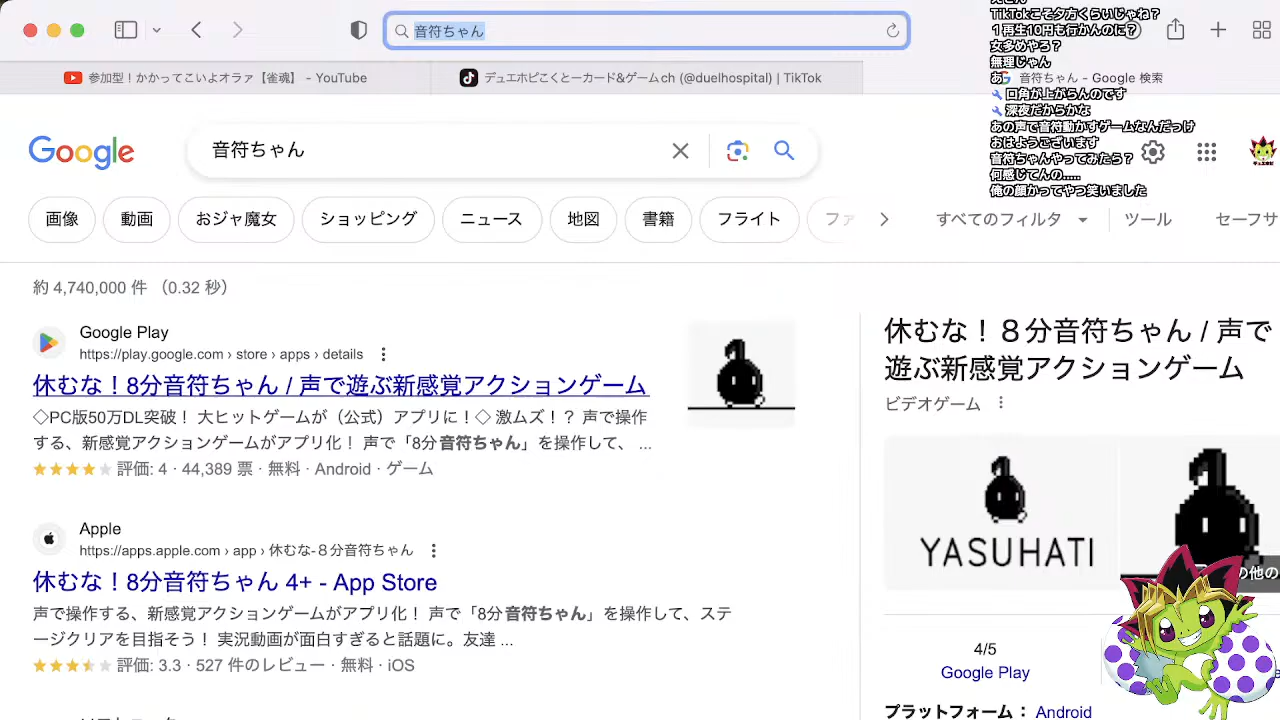 音符ちゃん
参加型！かかってこいよオラァ【雀魂】 - YouTube
デュエホビこくとーカード&ゲームch (@duelhospital) | TikTok
音符ちゃん - Google 検索
TikTokこそ夕方くらいじゃね？
１再生10円も行かんのに？
女多めやろ？
無理じゃん
あ
口角が上がらんのです
深夜だからかな
あの声で音符動かすゲームなんだっけ
おはようございます
音符ちゃんやってみたら？
何感じてんの.....
俺の顔かってやつ笑いました
Google
音符ちゃん
画像
動画
おジャ魔女
ショッピング
ニュース
地図
書籍
フライト
ファ
すべてのフィルタ
ツール
セーフサ
約 4,740,000 件 （0.32 秒）
Google Play
https://play.google.com › store › apps › details
休むな！8分音符ちゃん / 声で遊ぶ新感覚アクションゲーム
◇PC版50万DL突破！ 大ヒットゲームが（公式）アプリに！◇ 激ムズ！？ 声で操作
する、新感覚アクションゲームがアプリ化！ 声で「8分音符ちゃん」を操作して、 ...
評価: 4 · 44,389 票 · 無料 · Android · ゲーム
Apple
https://apps.apple.com › app › 休むな-８分音符ちゃん
休むな！8分音符ちゃん 4+ - App Store
声で操作する、新感覚アクションゲームがアプリ化！ 声で「8分音符ちゃん」を操作して、ステ
ージクリアを目指そう！ 実況動画が面白すぎると話題に。友達 ...
評価: 3.3 · 527 件のレビュー · 無料 · iOS
休むな！８分音符ちゃん / 声で
遊ぶ新感覚アクションゲーム
ビデオゲーム
YASUHATI
の他の
4/5
Google Play
プラットフォーム： Android